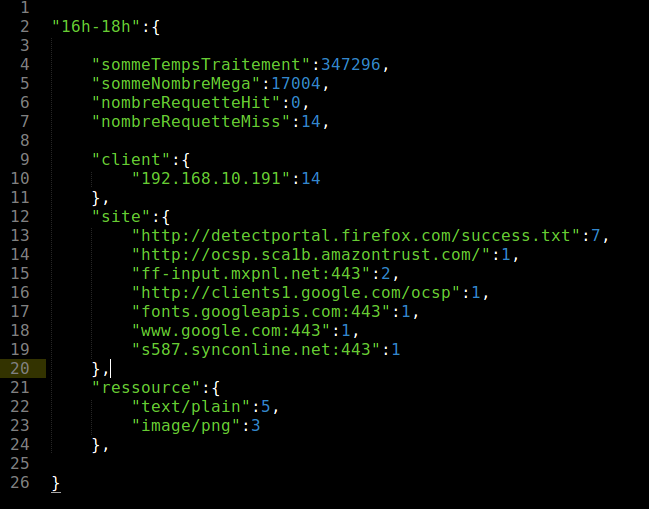 1
2 "16h-18h":{
3
4 "sommeTempsTraitement":347296,
5 "sommeNombreMega":17004,
6 "nombreRequetteHit":0,
7 "nombreRequetteMiss":14,
8
9 "client":{
10 "192.168.10.191":14
11 },
12 "site":{
13 "http://detectportal.firefox.com/success.txt":7,
14 "http://ocsp.sca1b.amazontrust.com/":1,
15 "ff-input.mxpnl.net:443":2,
16 "http://clients1.google.com/ocsp":1,
17 "fonts.googleapis.com:443":1,
18 "www.google.com:443":1,
19 "s587.synconline.net:443":1
20 },
21 "ressource":{
22 "text/plain":5,
23 "image/png":3
24 },
25
26 }